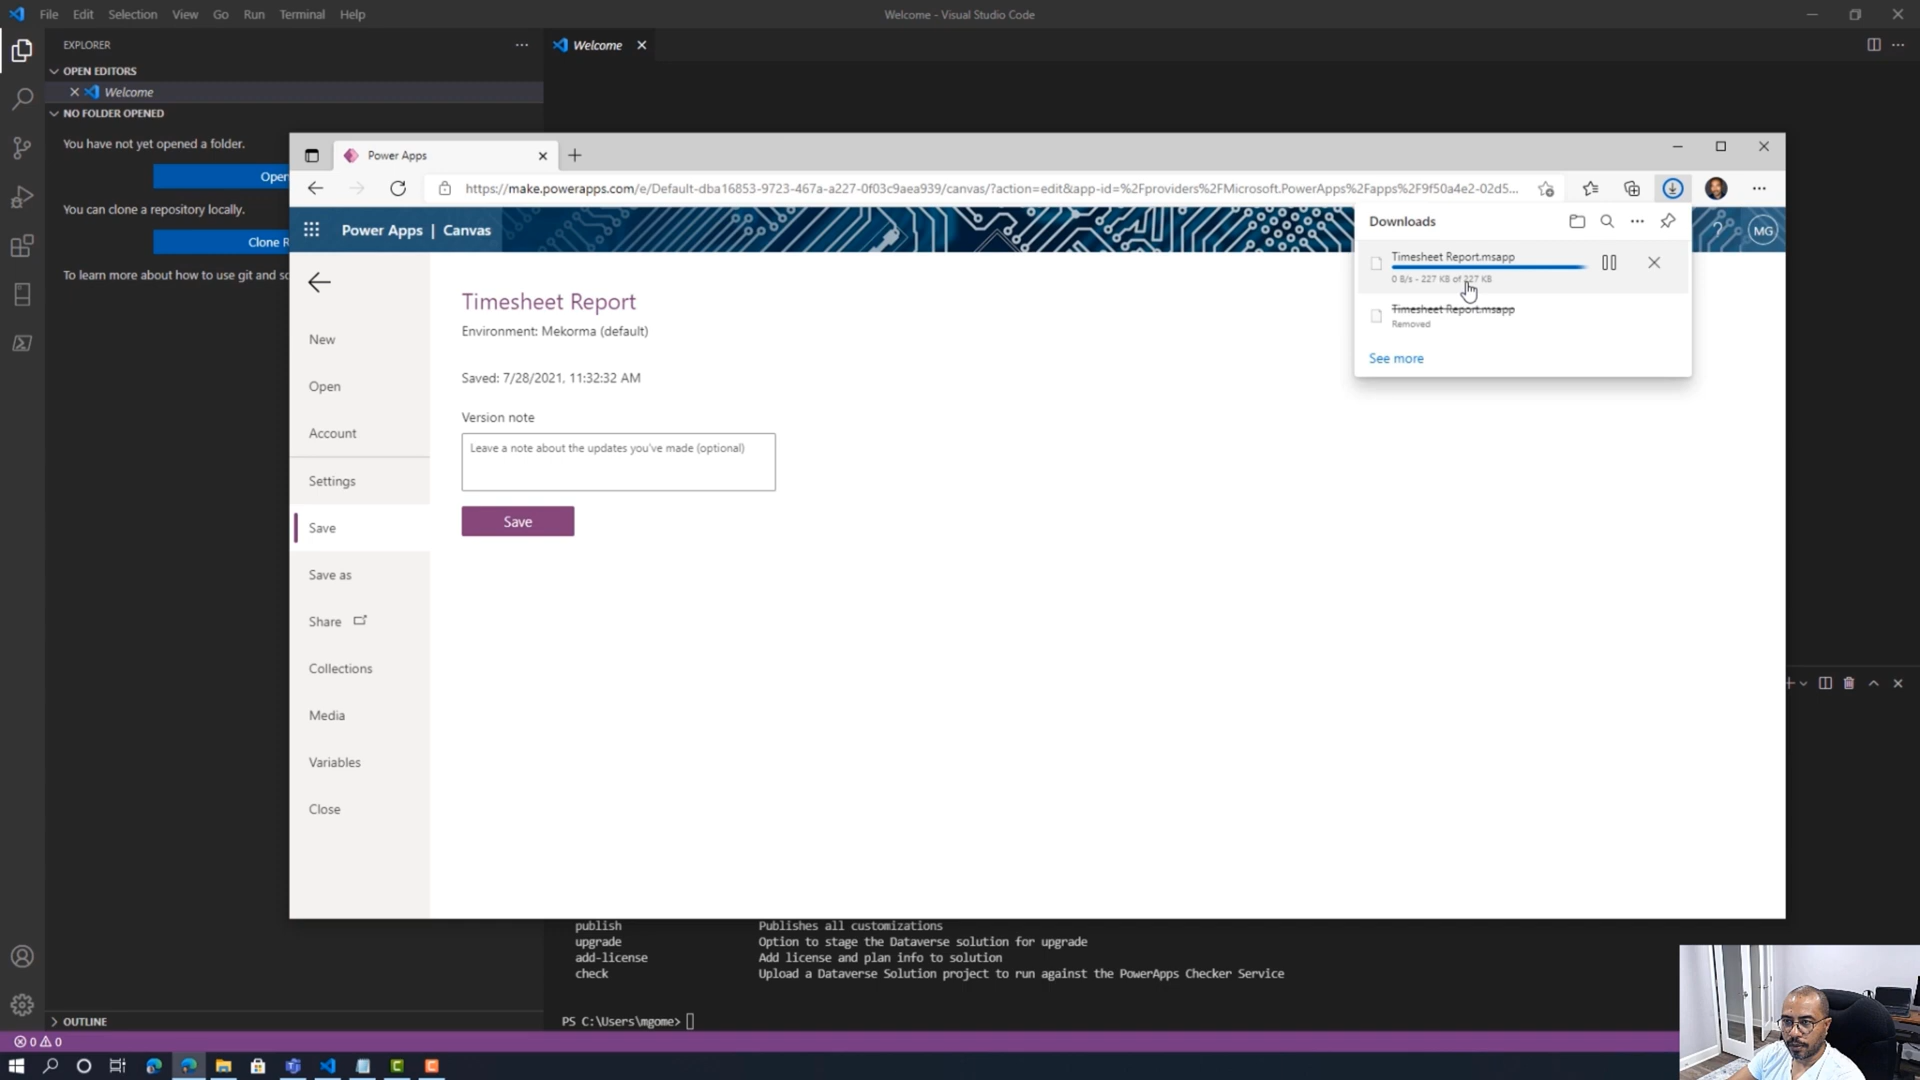 File Edit Selection View Go Run Terminal Help
Welcome - Visual Studio Code
EXPLORER
Welcome
OPEN EDITORS
Welcome
NO FOLDER OPENED
You have not yet opened a folder.
Open
You can clone a repository locally.
Clone R
To learn more about how to use git and so
Power Apps
https://make.powerapps.com/e/Default-dba16853-9723-467a-a227-0f03c9aea939/canvas/?action=edit&app-id=%2Fproviders%2FMicrosoft.PowerApps%2Fapps%2F9f50a4e2-02d5...
Power Apps | Canvas
?
MG
Downloads
Timesheet Report.msapp
0 B/s - 227 KB of 227 KB
Timesheet Report.msapp
Removed
See more
New
Open
Account
Settings
Save
Save as
Share
Collections
Media
Variables
Close
Timesheet Report
Environment: Mekorma (default)
Saved: 7/28/2021, 11:32:32 AM
Version note
Leave a note about the updates you've made (optional)
Save
publish Publishes all customizations
upgrade Option to stage the Dataverse solution for upgrade
add-license Add license and plan info to solution
check Upload a Dataverse Solution project to run against the PowerApps Checker Service
PS C:\Users\mgome>
OUTLINE
0 0